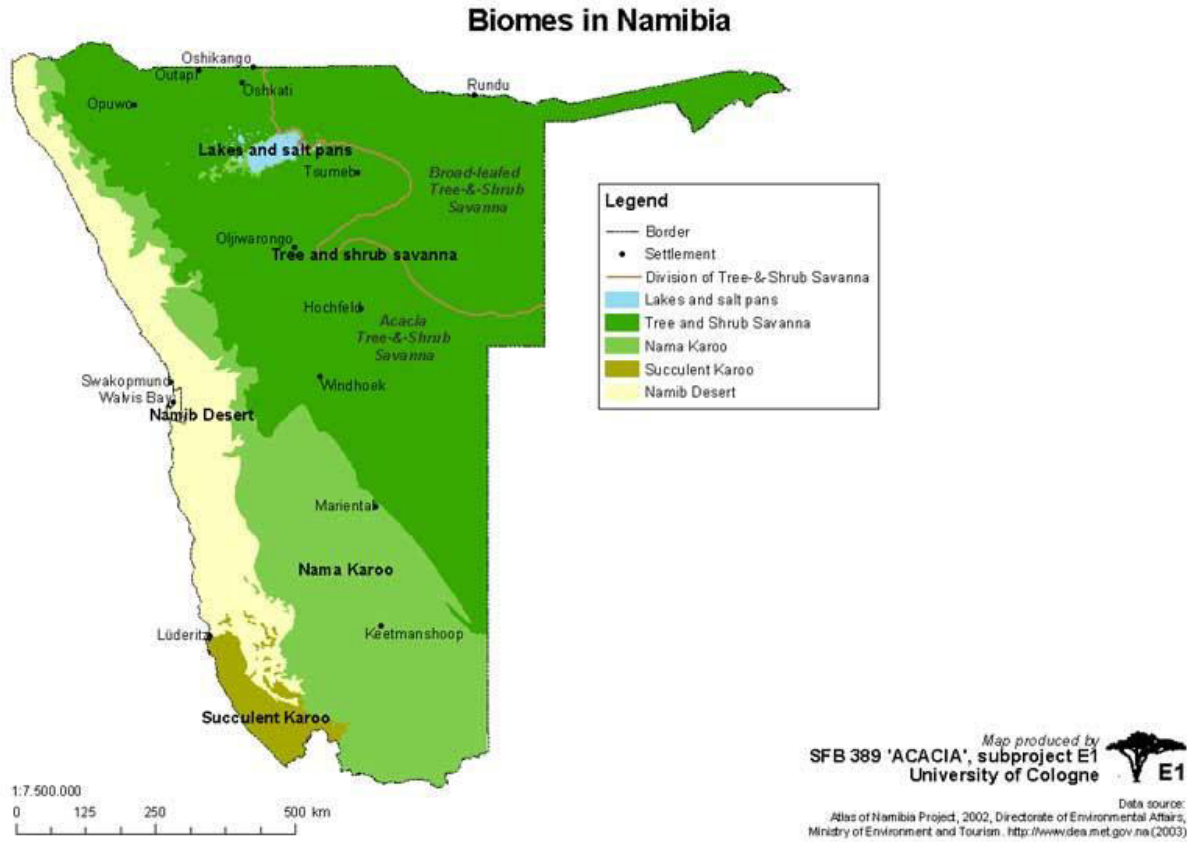 Biomes in Namibia
Oshikango
Outapi
Oshkati
Rundu
Opuwo
Lakes and salt pans
Tsumeb
Broad-leafed
Tree-&-Shrub
Savanna
Otjiwarongo
Tree and shrub savanna
Hochfeld
Acacia
Tree-&-Shrub
Savanna
Swakopmund
Windhoek
Walvis Bay
Namib Desert
Mariental
Nama Karoo
Lüderitz
Keetmanshoop
Succulent Karoo
Legend
Border
Settlement
Division of Tree-&-Shrub Savanna
Lakes and salt pans
Tree and Shrub Savanna
Nama Karoo
Succulent Karoo
Namib Desert
1:7.500.000
0 125 250 500 km
Map produced by
SFB 389 'ACACIA', subproject E1
University of Cologne
E1
Data source:
Atlas of Namibia Project, 2002, Directorate of Environmental Affairs,
Ministry of Environment and Tourism. http://www.dea.met.gov.na (2003)